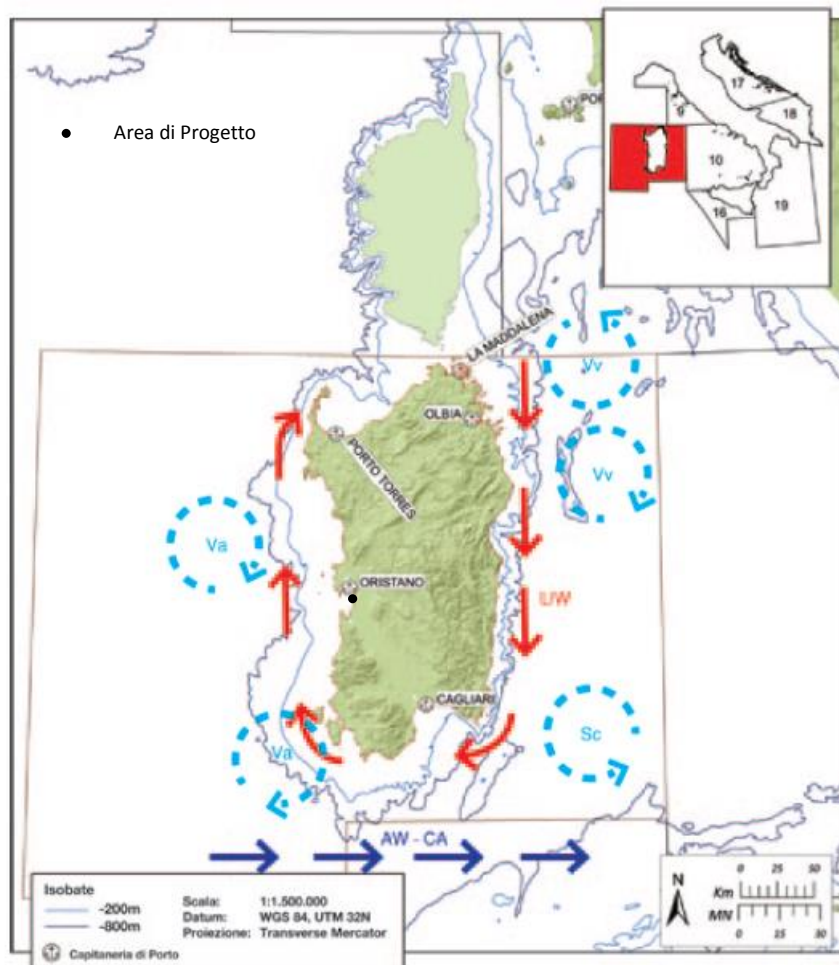 Area di Progetto
17
9
18
10
16
19
LA MADDALENA
Vv
OLBIA
PORTO TORRES
Vv
Va
ORISTANO
CAGLIARI
Va
Sc
AW - CA
Isobate
-200m
-800m
Scala: 1:1.500.000
Datum: WGS 84, UTM 32N
Proiezione: Transverse Mercator
Capitaneria di Porto
N
0 25 50
Km
MN
0 15 30